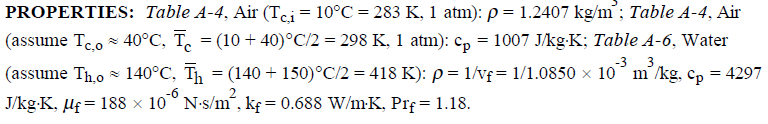 PROPERTIES: Table A-4, Air (Tc,i = 10°C = 283 K, 1 atm): ρ = 1.2407 kg/m³; Table A-4, Air
(assume Tc,o ≈ 40°C, T̅c = (10 + 40)°C/2 = 298 K, 1 atm): cp = 1007 J/kg·K; Table A-6, Water
(assume Th,o ≈ 140°C, T̅h = (140 + 150)°C/2 = 418 K): ρ = 1/vf = 1/1.0850 × 10⁻³ m³/kg, cp = 4297
J/kg·K, μf = 188 × 10⁻⁶ N·s/m², kf = 0.688 W/m·K, Prf = 1.18.